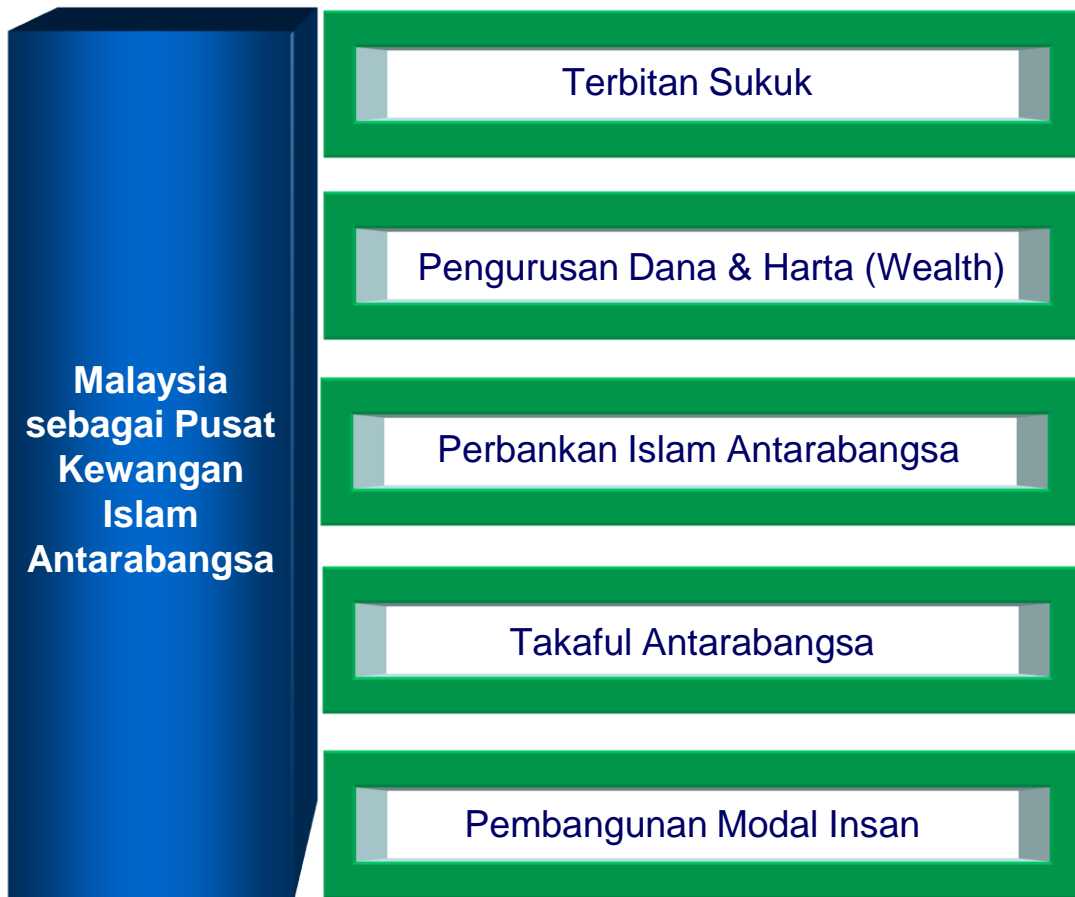 Malaysia
sebagai Pusat
Kewangan
Islam
Antarabangsa
Terbitan Sukuk
Pengurusan Dana & Harta (Wealth)
Perbankan Islam Antarabangsa
Takaful Antarabangsa
Pembangunan Modal Insan